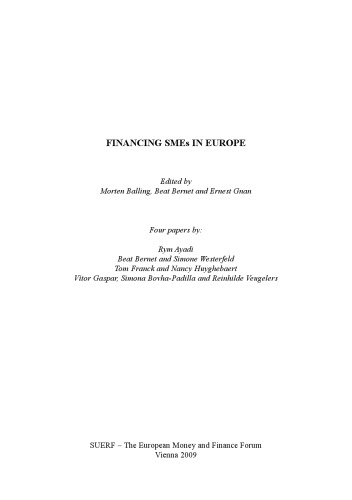 FINANCING SMEs IN EUROPE
Edited by
Morten Balling, Beat Bernet and Ernest Gnan
Four papers by:
Rym Ayadi
Beat Bernet and Simone Westerfeld
Tom Franck and Nancy Huyghebaert
Vitor Gaspar, Simona Bovha-Padilla and Reinhilde Veugelers
SUERF – The European Money and Finance Forum
Vienna 2009